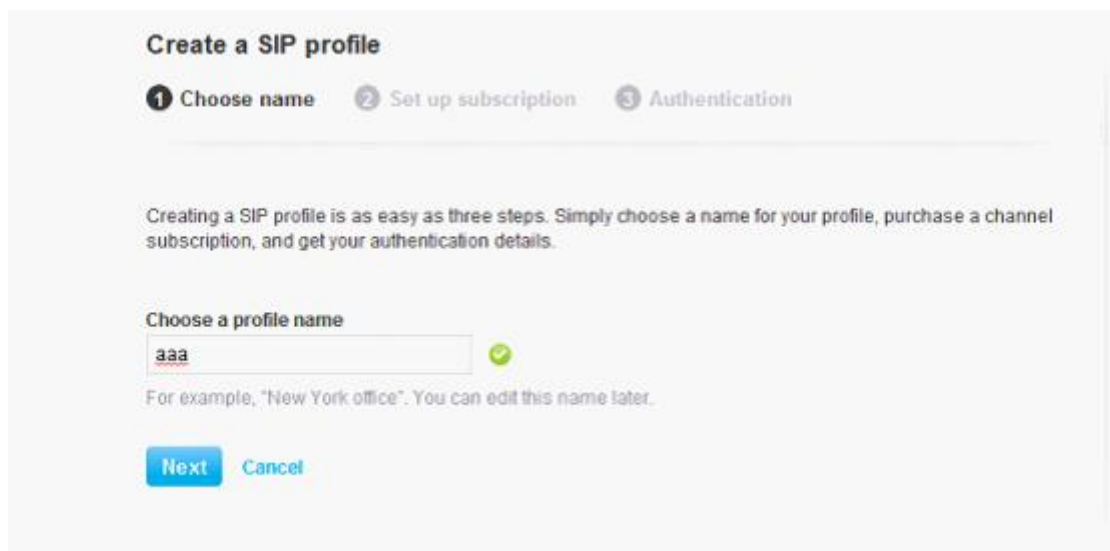 Create a SIP profile
1 Choose name 2 Set up subscription 3 Authentication
Creating a SIP profile is as easy as three steps. Simply choose a name for your profile, purchase a channel
subscription, and get your authentication details.
Choose a profile name
aaa
For example, "New York office". You can edit this name later.
Next Cancel